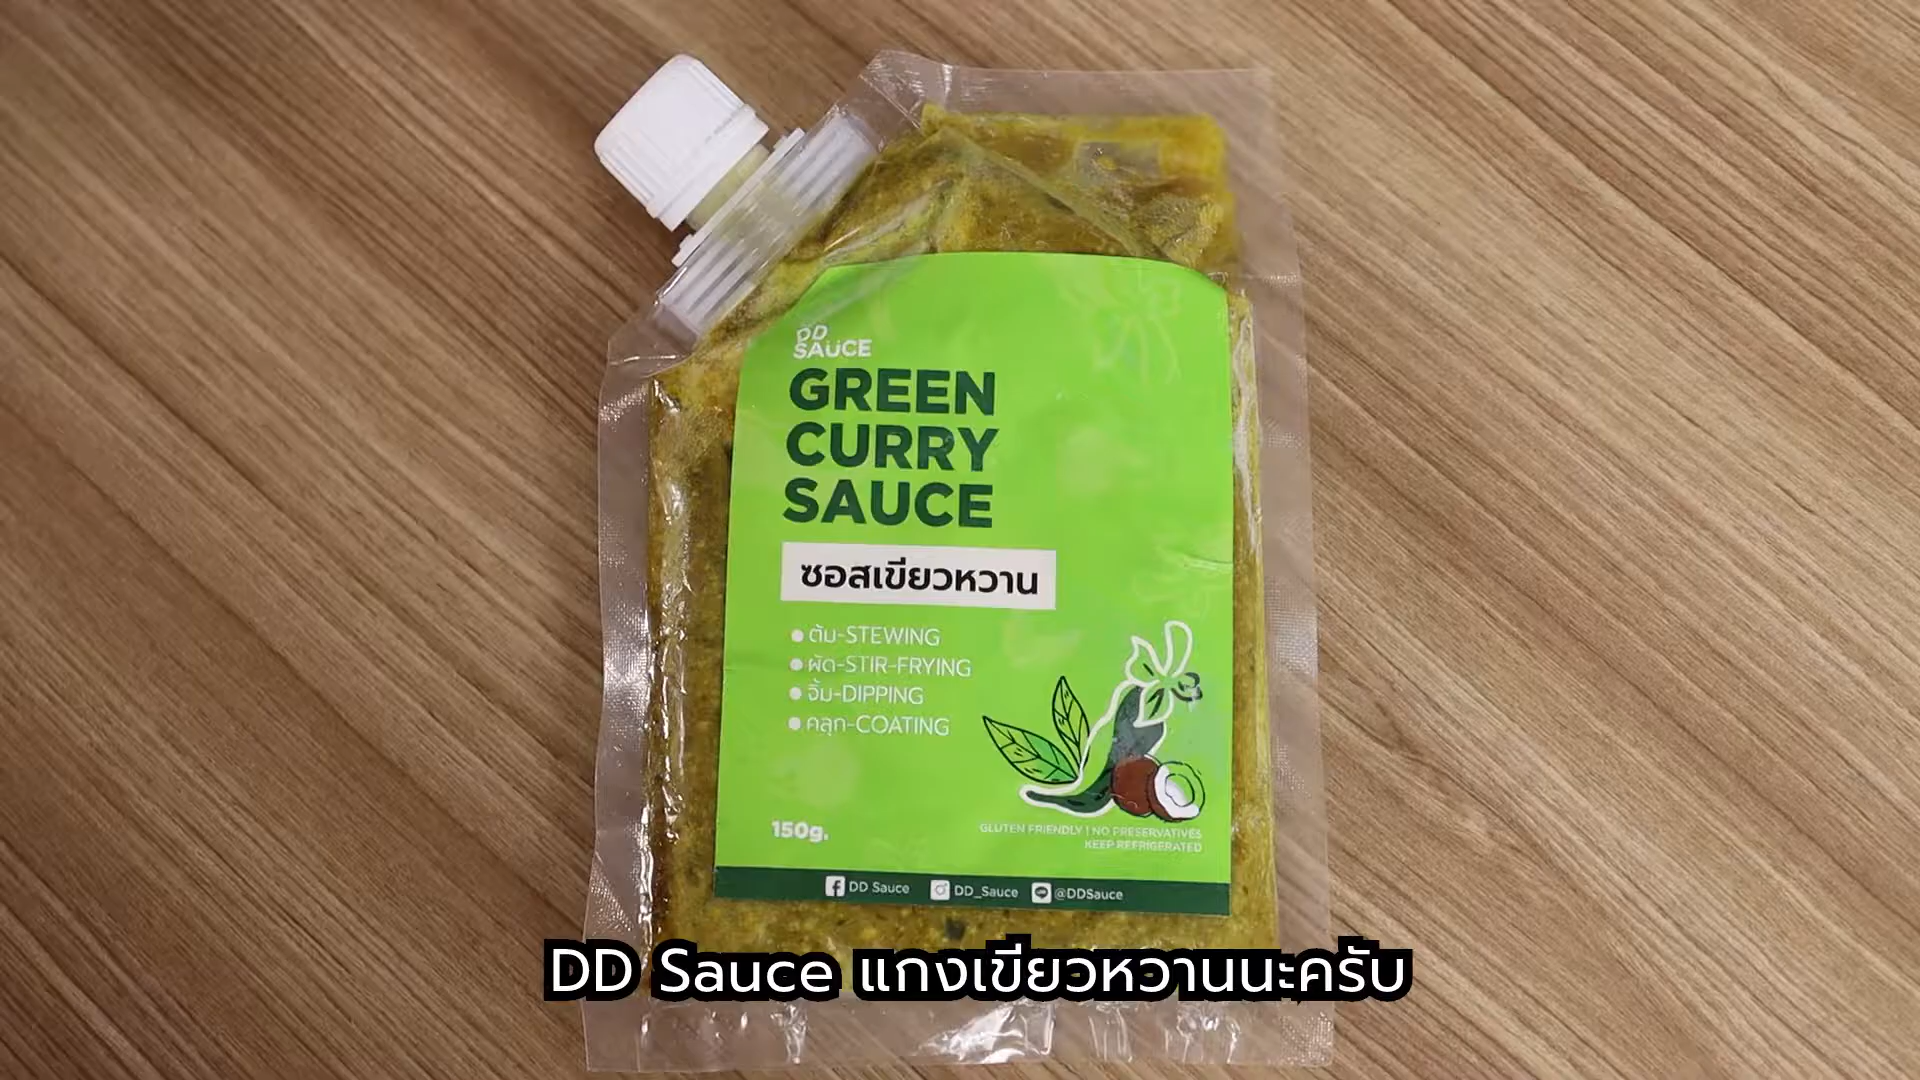 DD
SAUCE
GREEN
CURRY
SAUCE
ซอสเขียวหวาน
ต้ม-STEWING
ผัด-STIR-FRYING
จิ้ม-DIPPING
คลุก-COATING
150g.
GLUTEN FRIENDLY | NO PRESERVATIVES
KEEP REFRIGERATED
DD Sauce DD_Sauce @DDSauce
DD Sauce แกงเขียวหวานนะครับ